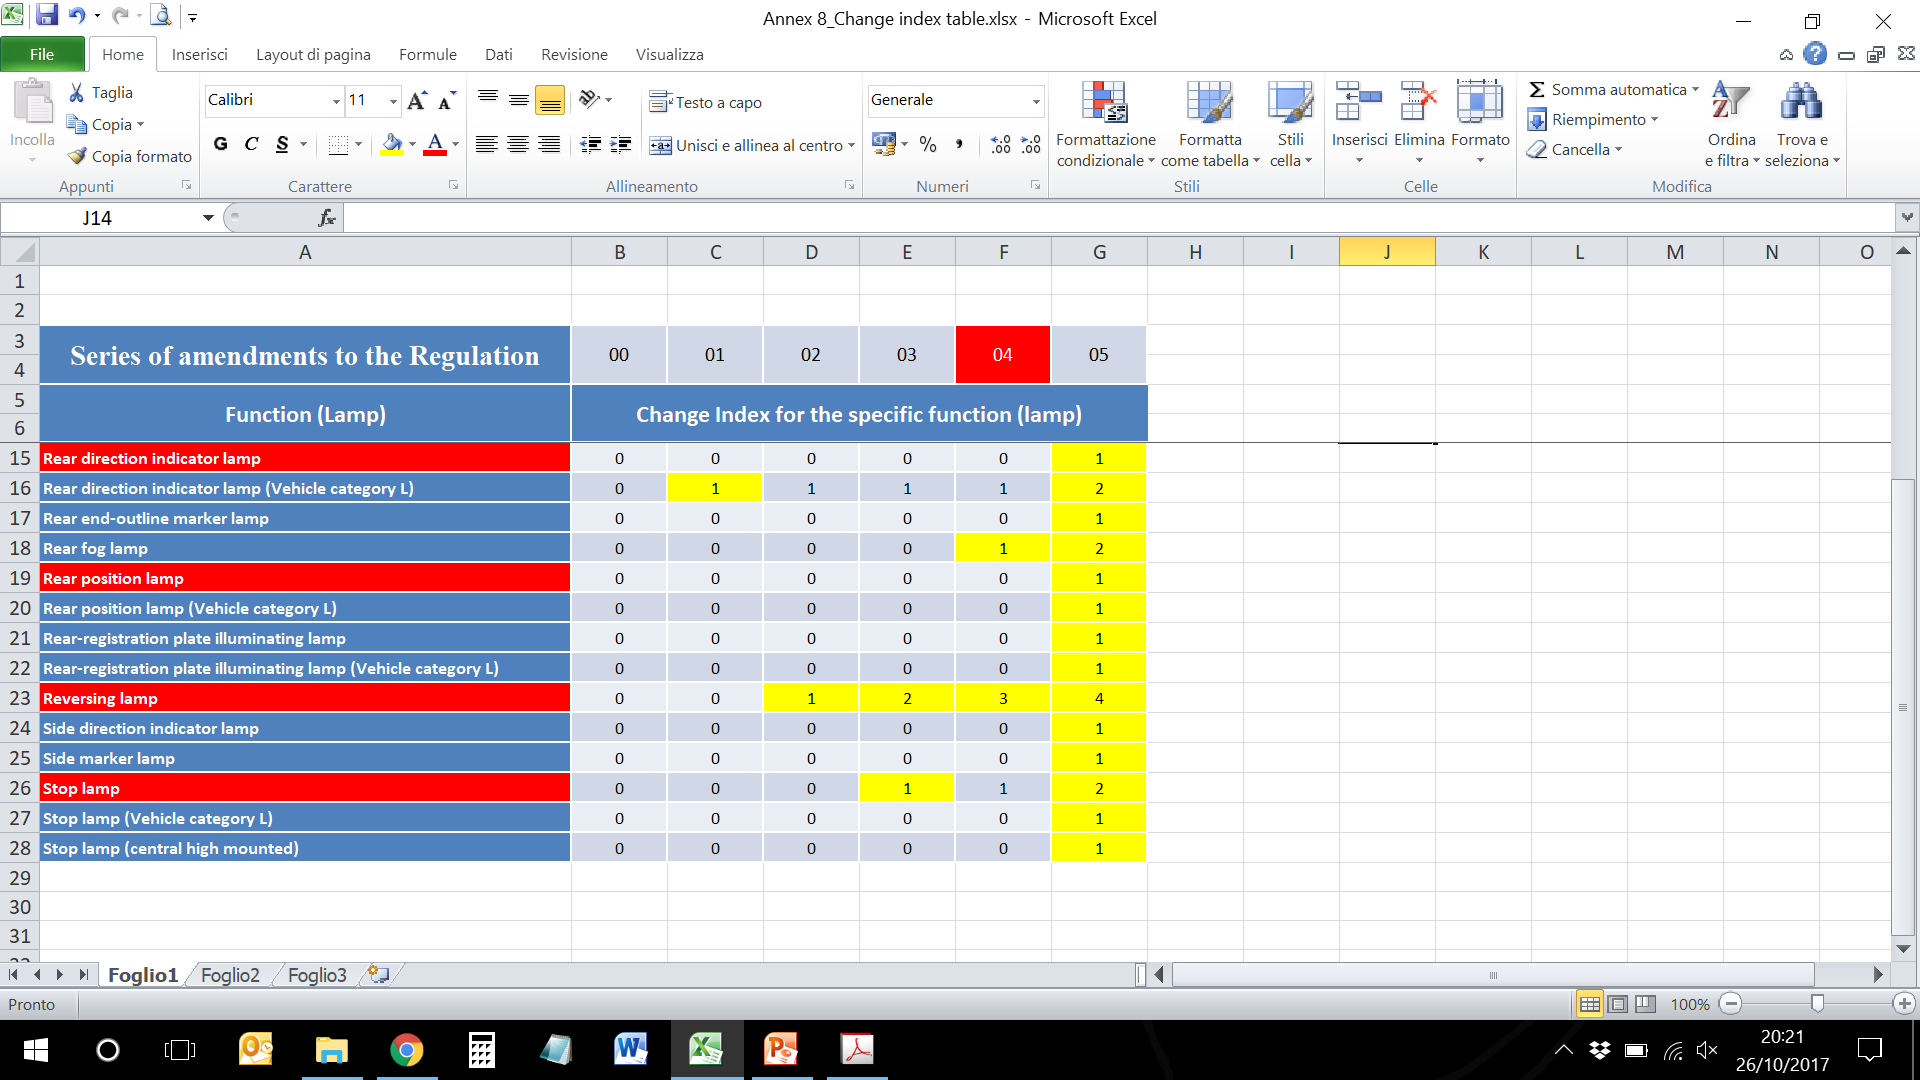 Annex 8_Change index table.xlsx - Microsoft Excel
File Home Inserisci Layout di pagina Formule Dati Revisione Visualizza
Incolla
Taglia
Copia
Copia formato
Appunti
Calibri 11
G C S
Carattere
Testo a capo
Unisci e allinea al centro
Allineamento
Generale
%
Numeri
Formattazione condizionale
Formatta come tabella
Stili cella
Stili
Inserisci Elimina Formato
Celle
Somma automatica
Riempimento
Cancella
Ordina e filtra
Trova e seleziona
Modifica
J14 fx
A B C D E F G H I J K L M N O
1
2
3 Series of amendments to the Regulation 00 01 02 03 04 05
4
5 Function (Lamp) Change Index for the specific function (lamp)
6
15 Rear direction indicator lamp 0 0 0 0 0 1
16 Rear direction indicator lamp (Vehicle category L) 0 1 1 1 1 2
17 Rear end-outline marker lamp 0 0 0 0 0 1
18 Rear fog lamp 0 0 0 0 1 2
19 Rear position lamp 0 0 0 0 0 1
20 Rear position lamp (Vehicle category L) 0 0 0 0 0 1
21 Rear-registration plate illuminating lamp 0 0 0 0 0 1
22 Rear-registration plate illuminating lamp (Vehicle category L) 0 0 0 0 0 1
23 Reversing lamp 0 0 1 2 3 4
24 Side direction indicator lamp 0 0 0 0 0 1
25 Side marker lamp 0 0 0 0 0 1
26 Stop lamp 0 0 0 1 1 2
27 Stop lamp (Vehicle category L) 0 0 0 0 0 1
28 Stop lamp (central high mounted) 0 0 0 0 0 1
29
30
31
Foglio1 Foglio2 Foglio3
Pronto 100%
20:21
26/10/2017